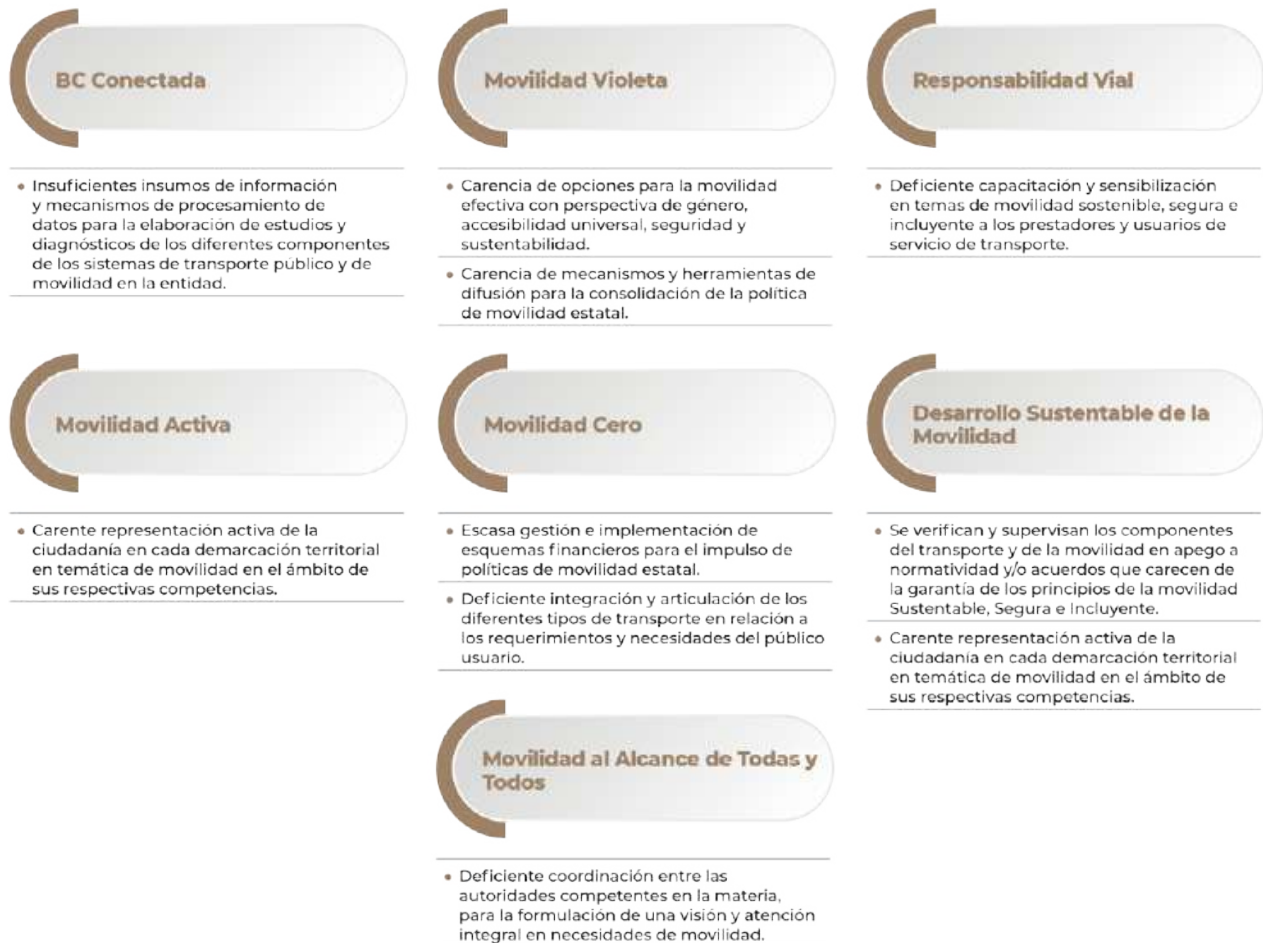 BC Conectada
• Insuficientes insumos de información
y mecanismos de procesamiento de
datos para la elaboración de estudios y
diagnósticos de los diferentes componentes
de los sistemas de transporte público y de
movilidad en la entidad.
Movilidad Violeta
• Carencia de opciones para la movilidad
efectiva con perspectiva de género,
accesibilidad universal, seguridad y
sustentabilidad.
• Carencia de mecanismos y herramientas de
difusión para la consolidación de la política
de movilidad estatal.
Responsabilidad Vial
• Deficiente capacitación y sensibilización
en temas de movilidad sostenible, segura e
incluyente a los prestadores y usuarios de
servicio de transporte.
Movilidad Activa
• Carente representación activa de la
ciudadanía en cada demarcación territorial
en temática de movilidad en el ámbito de
sus respectivas competencias.
Movilidad Cero
• Escasa gestión e implementación de
esquemas financieros para el impulso de
políticas de movilidad estatal.
• Deficiente integración y articulación de los
diferentes tipos de transporte en relación a
los requerimientos y necesidades del público
usuario.
Desarrollo Sustentable de la
Movilidad
• Se verifican y supervisan los componentes
del transporte y de la movilidad en apego a
normatividad y/o acuerdos que carecen de
la garantía de los principios de la movilidad
Sustentable, Segura e Incluyente.
• Carente representación activa de la
ciudadanía en cada demarcación territorial
en temática de movilidad en el ámbito de
sus respectivas competencias.
Movilidad al Alcance de Todas y
Todos
• Deficiente coordinación entre las
autoridades competentes en la materia,
para la formulación de una visión y atención
integral en necesidades de movilidad.